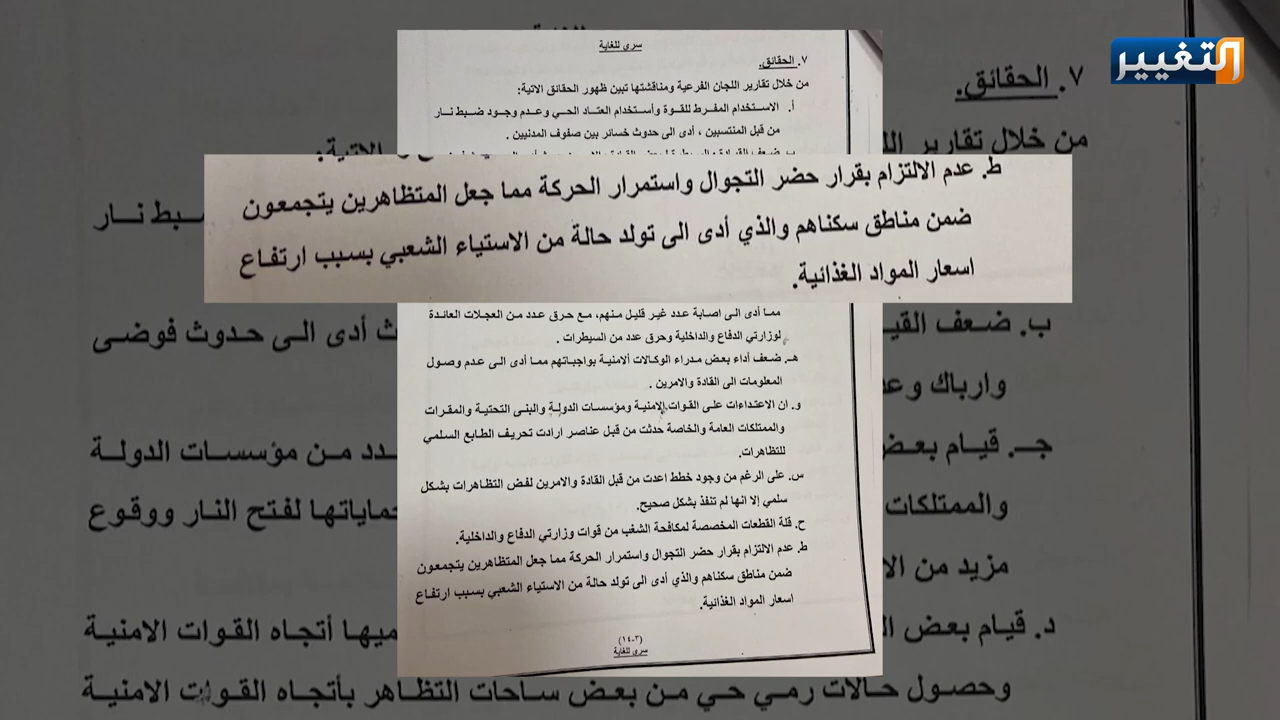 التغيير
سري للغاية
٧. الحقائق.
من خلال تقارير اللجان الفرعية ومناقشتها تبين ظهور الحقائق الاتية:
أ. الاستخدام المفرط للقوة وأستخدام العتاد الحي وعدم وجود ضبط نار
من قبل المنتسبين ، أدى الى حدوث خسائر بين صفوف المدنيين .
ط. عدم الالتزام بقرار حضر التجوال واستمرار الحركة مما جعل المتظاهرين يتجمعون
ضمن مناطق سكناهم والذي أدى الى تولد حالة من الاستياء الشعبي بسبب ارتفاع
اسعار المواد الغذائية.
مما أدى الى اصابة عدد غير قليل منهم، مع حرق عدد من العجلات العائدة
لوزارتي الدفاع والداخلية وحرق عدد من السيطرات .
هـ. ضعف أداء بعض مدراء الوكالات ألامنية بواجباتهم مما أدى الى عدم وصول
المعلومات الى القادة والامرين .
و. ان الاعتداءات على القوات الامنية ومؤسسات الدولة والبنى التحتية والمقرات
والممتلكات العامة والخاصة حدثت من قبل عناصر ارادت تحريف الطابع السلمي
للتظاهرات.
س. على الرغم من وجود خطط اعدت من قبل القادة والامرين لفض التظاهرات بشكل
سلمي إلا انها لم تنفذ بشكل صحيح.
ح. قلة القطعات المخصصة لمكافحة الشغب من قوات وزارتي الدفاع والداخلية.
ط. عدم الالتزام بقرار حضر التجوال واستمرار الحركة مما جعل المتظاهرين يتجمعون
ضمن مناطق سكناهم والذي أدى الى تولد حالة من الاستياء الشعبي بسبب ارتفاع
اسعار المواد الغذائية.
(٣-١٤)
سري للغاية
٧. الحقائق.
من خلال تقارير
ضبط نار
ب. ضعف
أدى الى حدوث فوضى
وارباك
جـ. قيام بعض
عدد من مؤسسات الدولة
والممتلكات
حماياتها لفتح النار ووقوع
مزيد من
د. قيام بعض
أتجاه القوات الامنية
وحصول حالات رمي حي من بعض ساحات التظاهر بأتجاه القوات الامنية